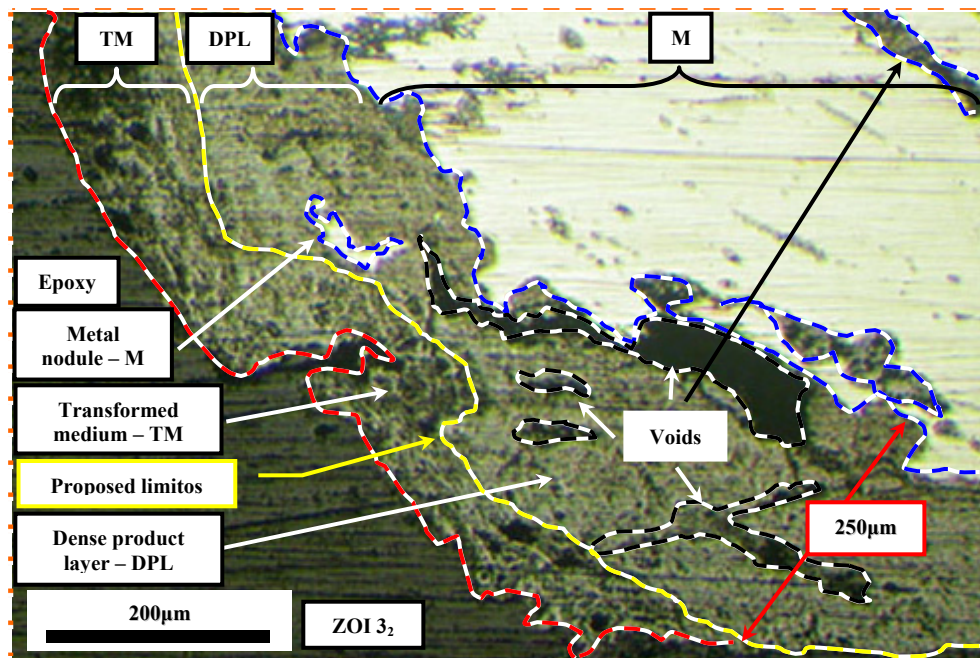 TM
DPL
M
Epoxy
Metal
nodule – M
Transformed
medium – TM
Proposed limitos
Dense product
layer – DPL
Voids
250µm
200µm
ZOI 3₂